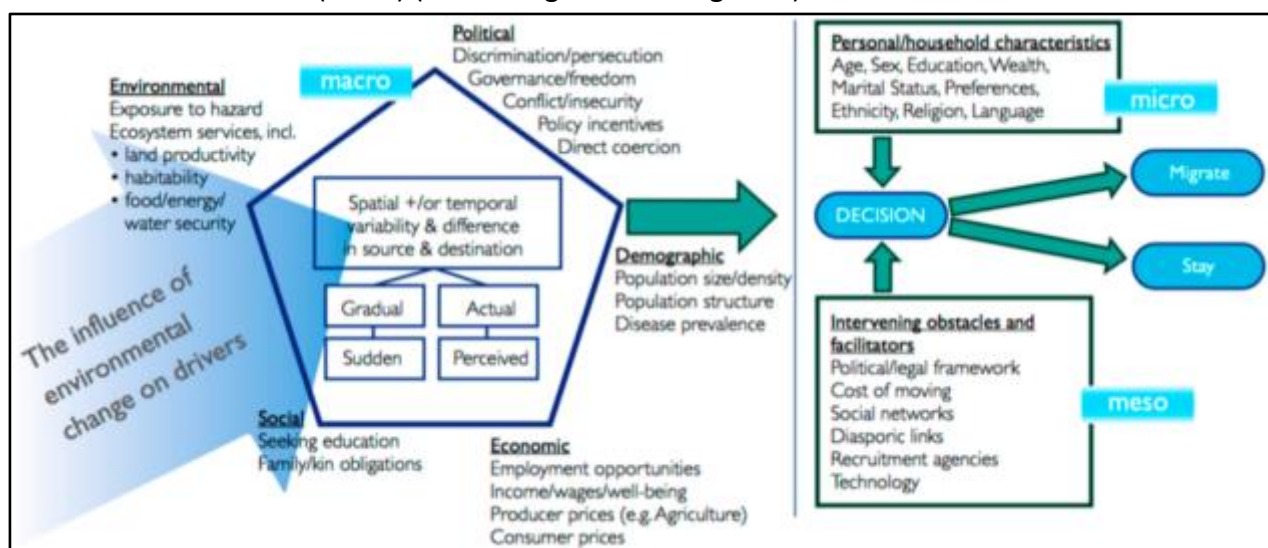 Political
Discrimination/persecution
Governance/freedom
Conflict/insecurity
Policy incentives
Direct coercion
macro
Environmental
Exposure to hazard
Ecosystem services, incl.
• land productivity
• habitability
• food/energy/
water security
Spatial +/or temporal
variability & difference
in source & destination
Gradual
Actual
Sudden
Perceived
The influence of
environmental
change on drivers
Demographic
Population size/density
Population structure
Disease prevalence
Social
Seeking education
Family/kin obligations
Economic
Employment opportunities
Income/wages/well-being
Producer prices (e.g. Agriculture)
Consumer prices
Personal/household characteristics
Age, Sex, Education, Wealth,
Marital Status, Preferences,
Ethnicity, Religion, Language
micro
DECISION
Migrate
Stay
Intervening obstacles and
facilitators
Political/legal framework
Cost of moving
Social networks
Diasporic links
Recruitment agencies
Technology
meso